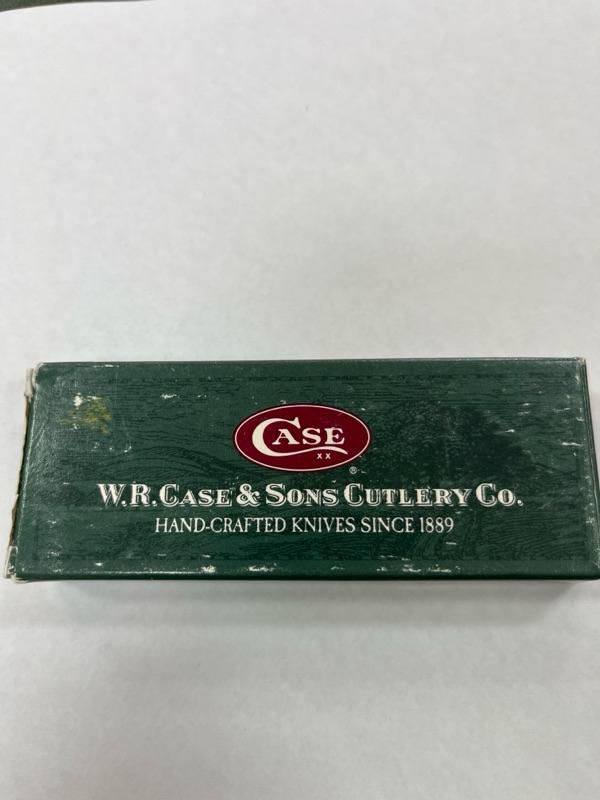 CASE
XX
®
W.R. CASE & SONS CUTLERY CO.
HAND-CRAFTED KNIVES SINCE 1889